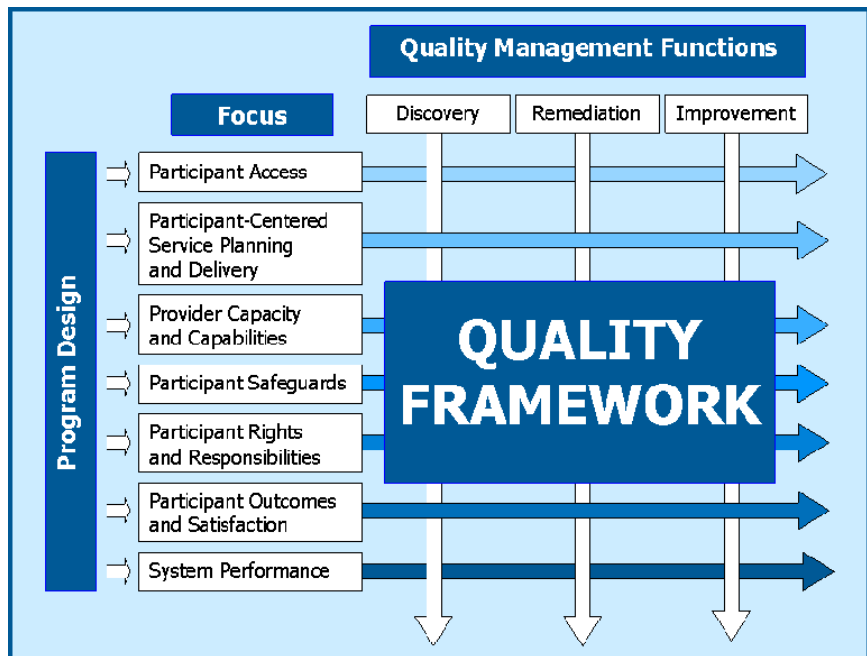 Quality Management Functions
Focus
Discovery
Remediation
Improvement
Program Design
Participant Access
Participant-Centered
Service Planning
and Delivery
Provider Capacity
and Capabilities
Participant Safeguards
Participant Rights
and Responsibilities
Participant Outcomes
and Satisfaction
System Performance
QUALITY
FRAMEWORK